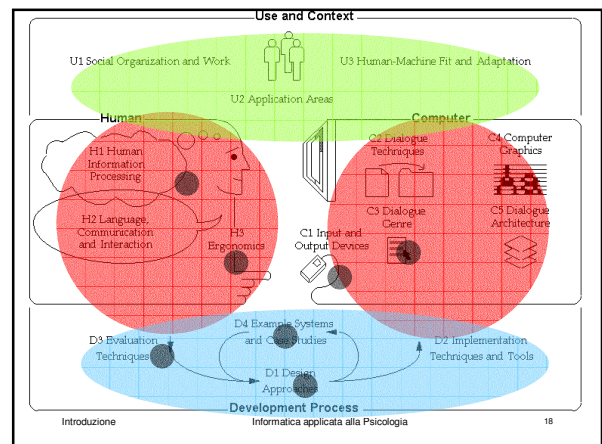 Use and Context
U1 Social Organization and Work
U3 Human-Machine Fit and Adaptation
U2 Application Areas
Human
H1 Human
Information
Processing
H2 Language,
Communication
and Interaction
H3
Ergonomics
Computer
C2 Dialogue
Techniques
C4 Computer
Graphics
C3 Dialogue
Genre
C1 Input and
Output Devices
C5 Dialogue
Architecture
D3 Evaluation
Techniques
D4 Example Systems
and Case Studies
D2 Implementation
Techniques and Tools
D1 Design
Approaches
Development Process
Introduzione
Informatica applicata alla Psicologia
18